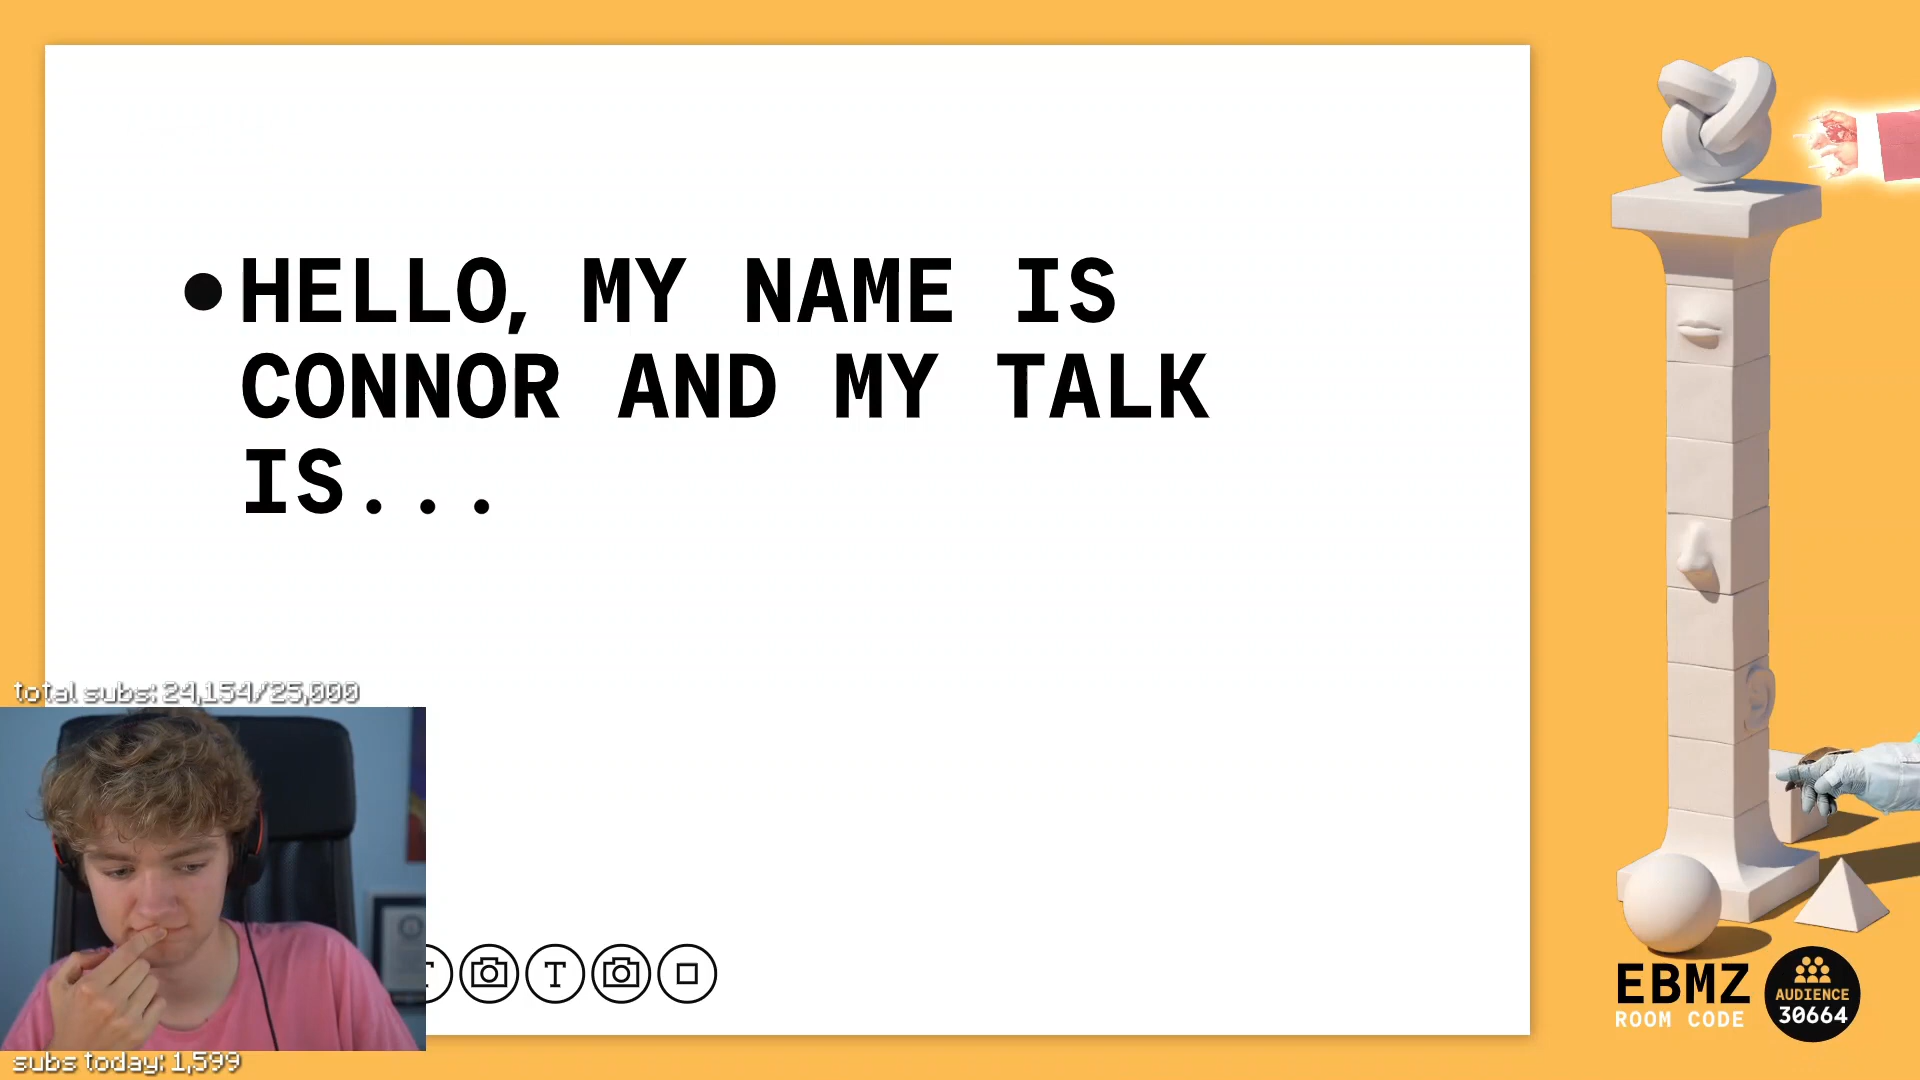 • HELLO, MY NAME IS
CONNOR AND MY TALK
IS...
total subs: 24,154/25,000
subs today: 1,599
T
EBMZ
ROOM CODE
AUDIENCE
30664